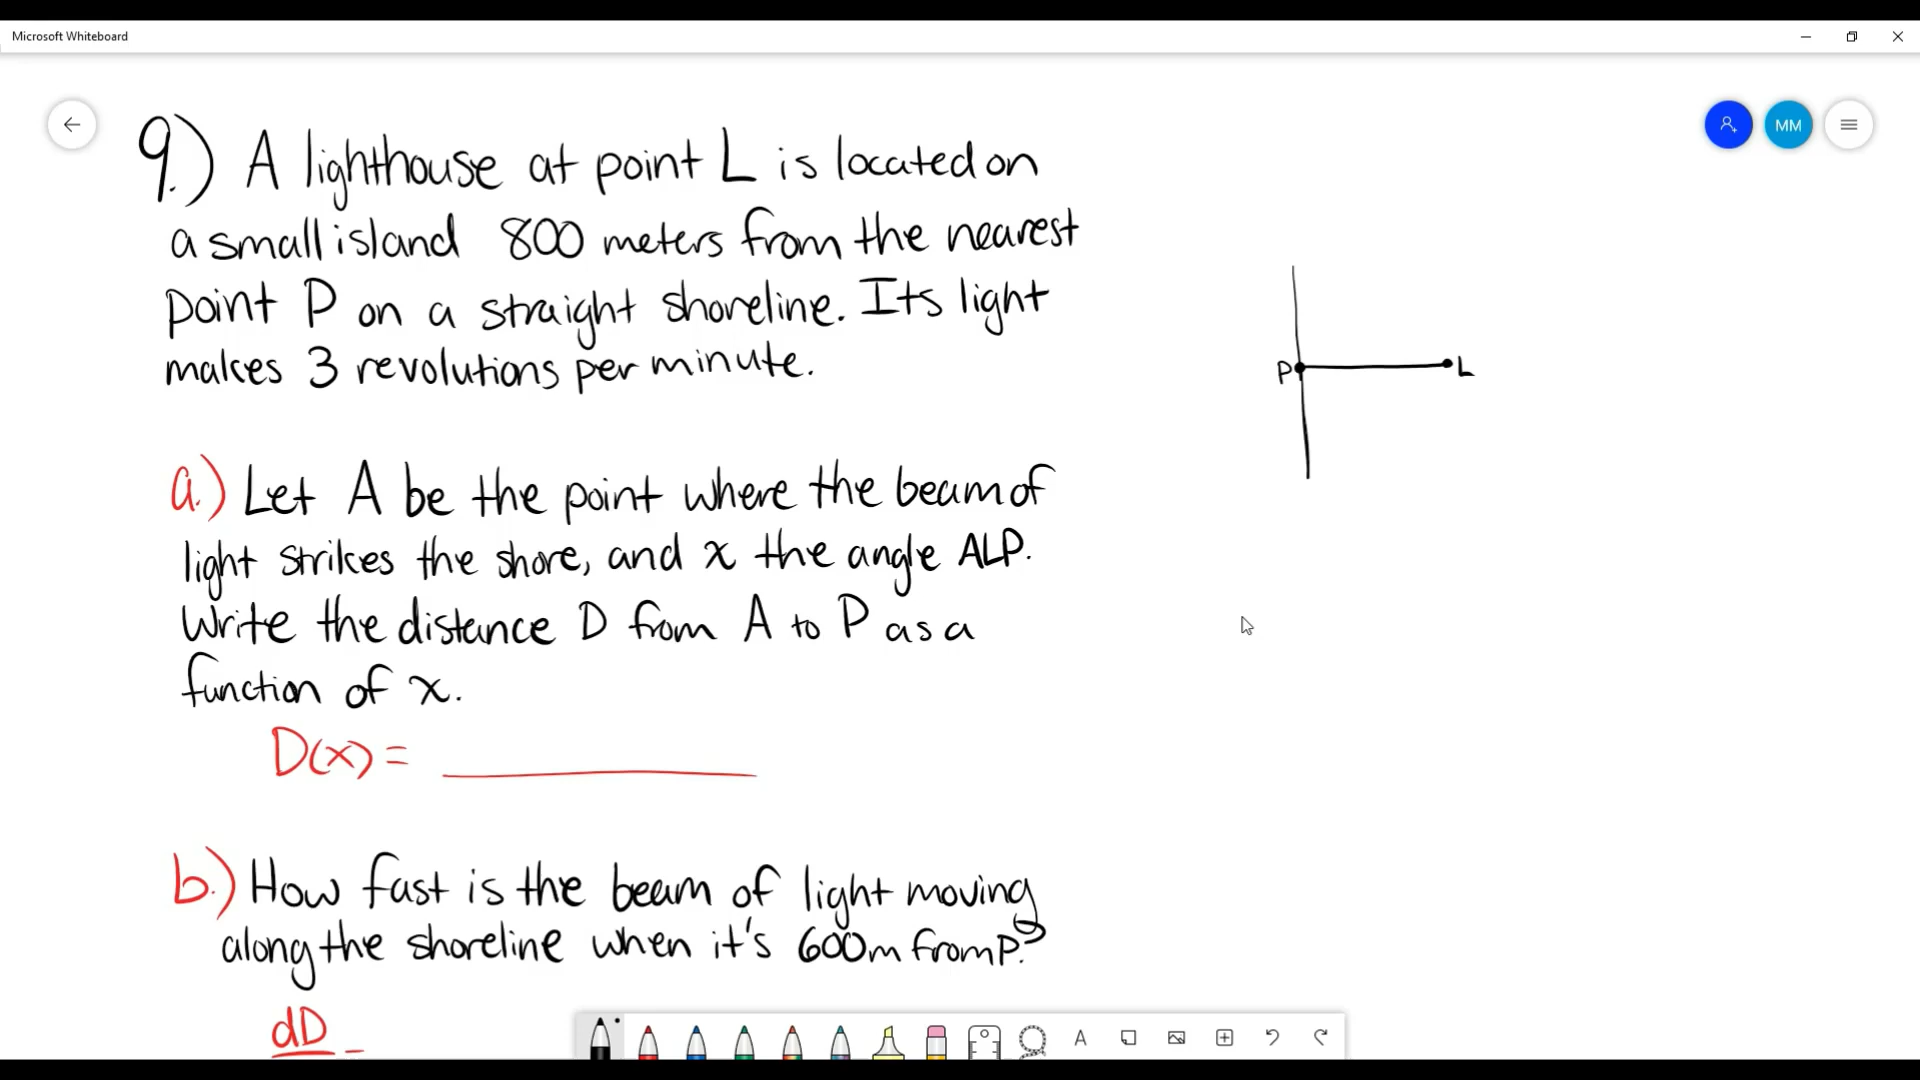 Microsoft Whiteboard
MM
9.) A lighthouse at point L is located on
a small island 800 meters from the nearest
point P on a straight shoreline. Its light
makes 3 revolutions per minute.
P
L
a.) Let A be the point where the beam of
light strikes the shore, and x the angle ALP.
Write the distance D from A to P as a
function of x.
D(x) =
b.) How fast is the beam of light moving
along the shoreline when it's 600m from P?
dD
A